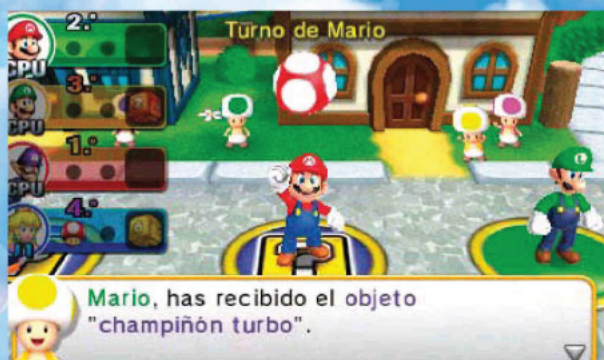 Turno de Mario
2.º
CPU
3.º
CPU
1.º
CPU
4.º
Mario, has recibido el objeto
"champiñón turbo".